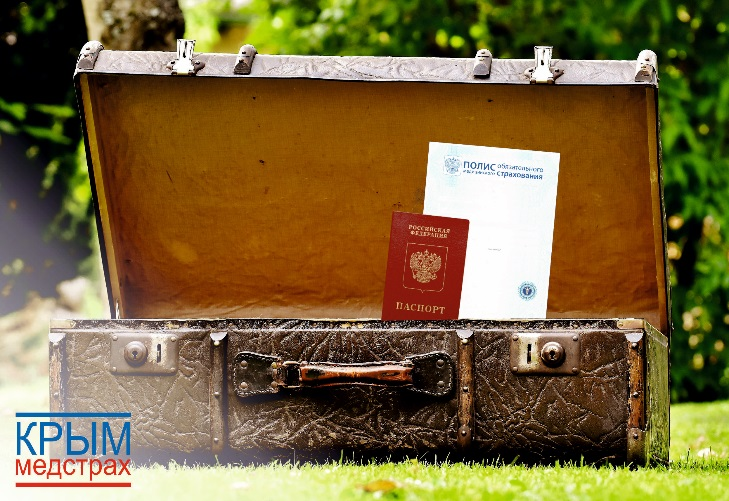 ПОЛИС обязательного
медицинского страхования
РОССИЙСКАЯ
ФЕДЕРАЦИЯ
ПАСПОРТ
КРЫМ
медстрах